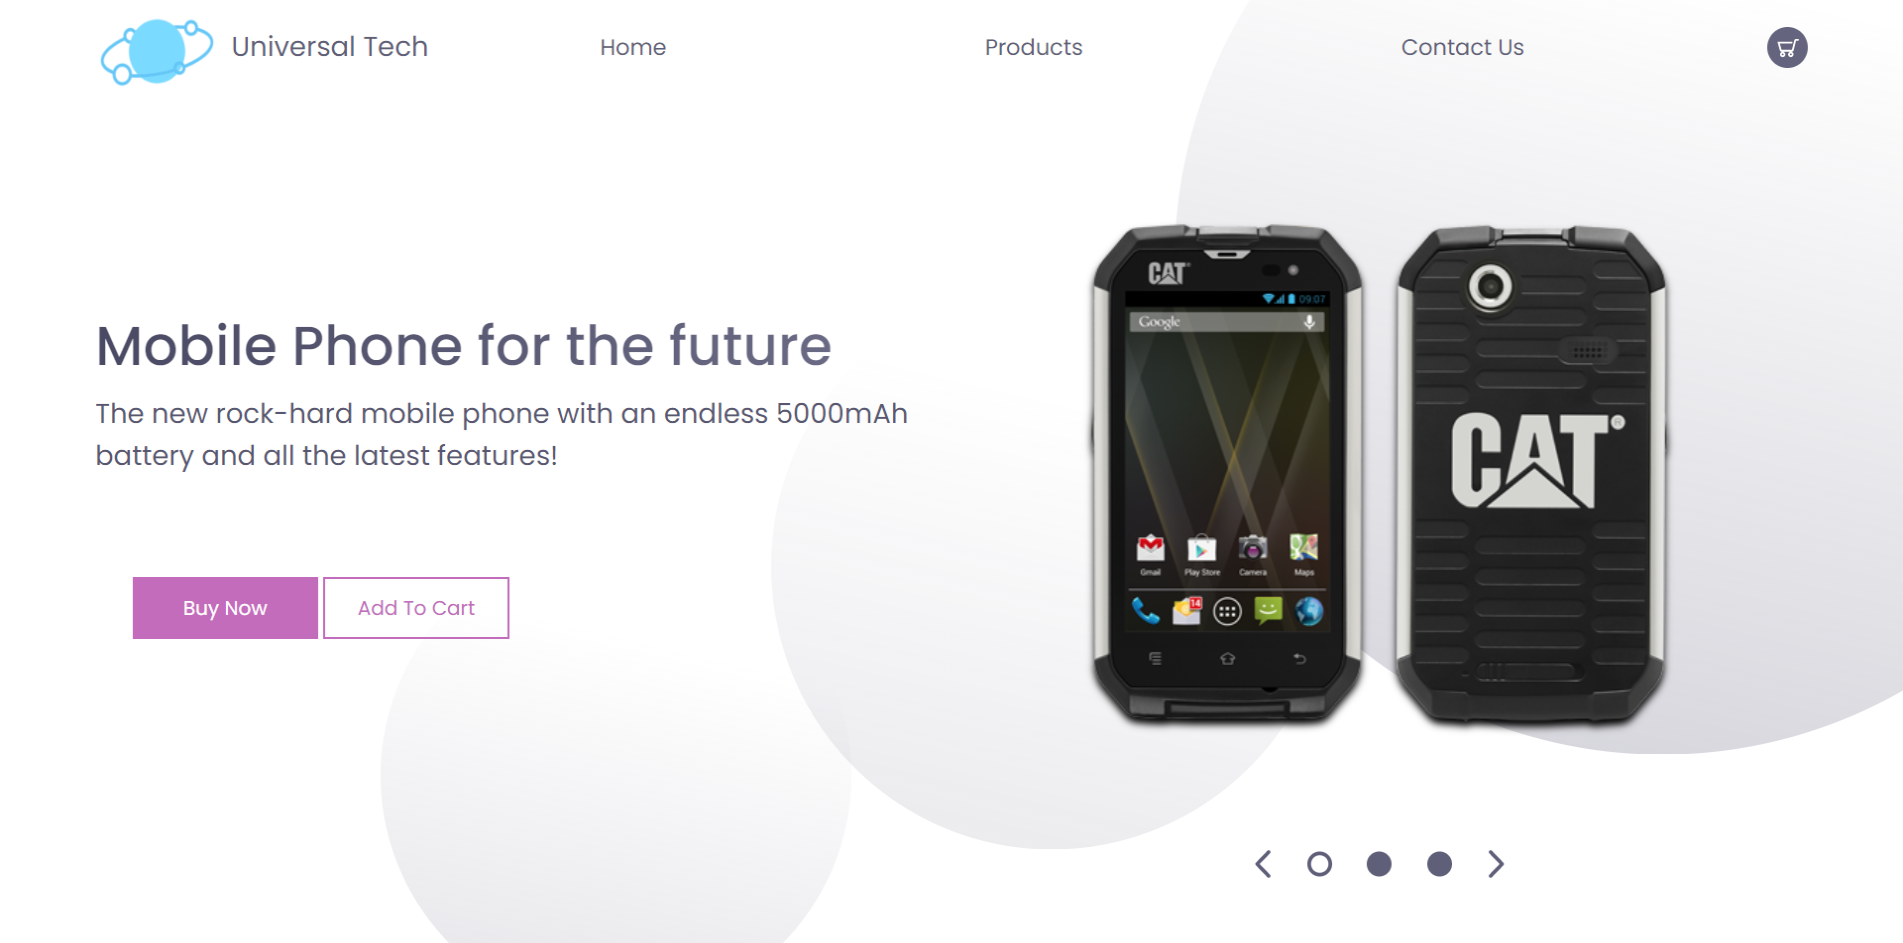 Universal Tech
Home
Products
Contact Us
Mobile Phone for the future
The new rock-hard mobile phone with an endless 5000mAh
battery and all the latest features!
Buy Now
Add To Cart
CAT
09:07
Google
Gmail
Play Store
Camera
Maps
14
CAT®